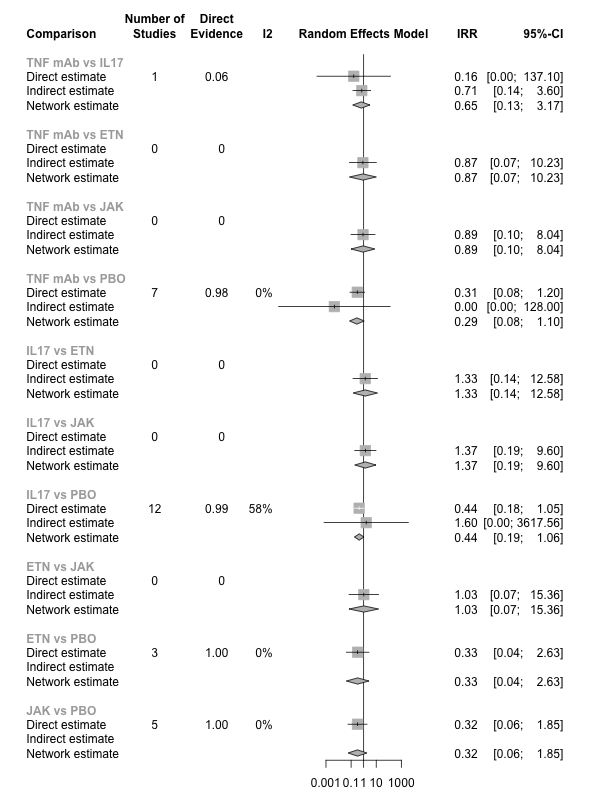 Number of Direct
Comparison Studies Evidence I2 Random Effects Model IRR 95%-CI
TNF mAb vs IL17
Direct estimate 1 0.06 0.16 [0.00; 137.10]
Indirect estimate 0.71 [0.14; 3.60]
Network estimate 0.65 [0.13; 3.17]
TNF mAb vs ETN
Direct estimate 0 0
Indirect estimate 0.87 [0.07; 10.23]
Network estimate 0.87 [0.07; 10.23]
TNF mAb vs JAK
Direct estimate 0 0
Indirect estimate 0.89 [0.10; 8.04]
Network estimate 0.89 [0.10; 8.04]
TNF mAb vs PBO
Direct estimate 7 0.98 0% 0.31 [0.08; 1.20]
Indirect estimate 0.00 [0.00; 128.00]
Network estimate 0.29 [0.08; 1.10]
IL17 vs ETN
Direct estimate 0 0
Indirect estimate 1.33 [0.14; 12.58]
Network estimate 1.33 [0.14; 12.58]
IL17 vs JAK
Direct estimate 0 0
Indirect estimate 1.37 [0.19; 9.60]
Network estimate 1.37 [0.19; 9.60]
IL17 vs PBO
Direct estimate 12 0.99 58% 0.44 [0.18; 1.05]
Indirect estimate 1.60 [0.00; 3617.56]
Network estimate 0.44 [0.19; 1.06]
ETN vs JAK
Direct estimate 0 0
Indirect estimate 1.03 [0.07; 15.36]
Network estimate 1.03 [0.07; 15.36]
ETN vs PBO
Direct estimate 3 1.00 0% 0.33 [0.04; 2.63]
Indirect estimate
Network estimate 0.33 [0.04; 2.63]
JAK vs PBO
Direct estimate 5 1.00 0% 0.32 [0.06; 1.85]
Indirect estimate
Network estimate 0.32 [0.06; 1.85]
0.001 0.1 1 10 1000